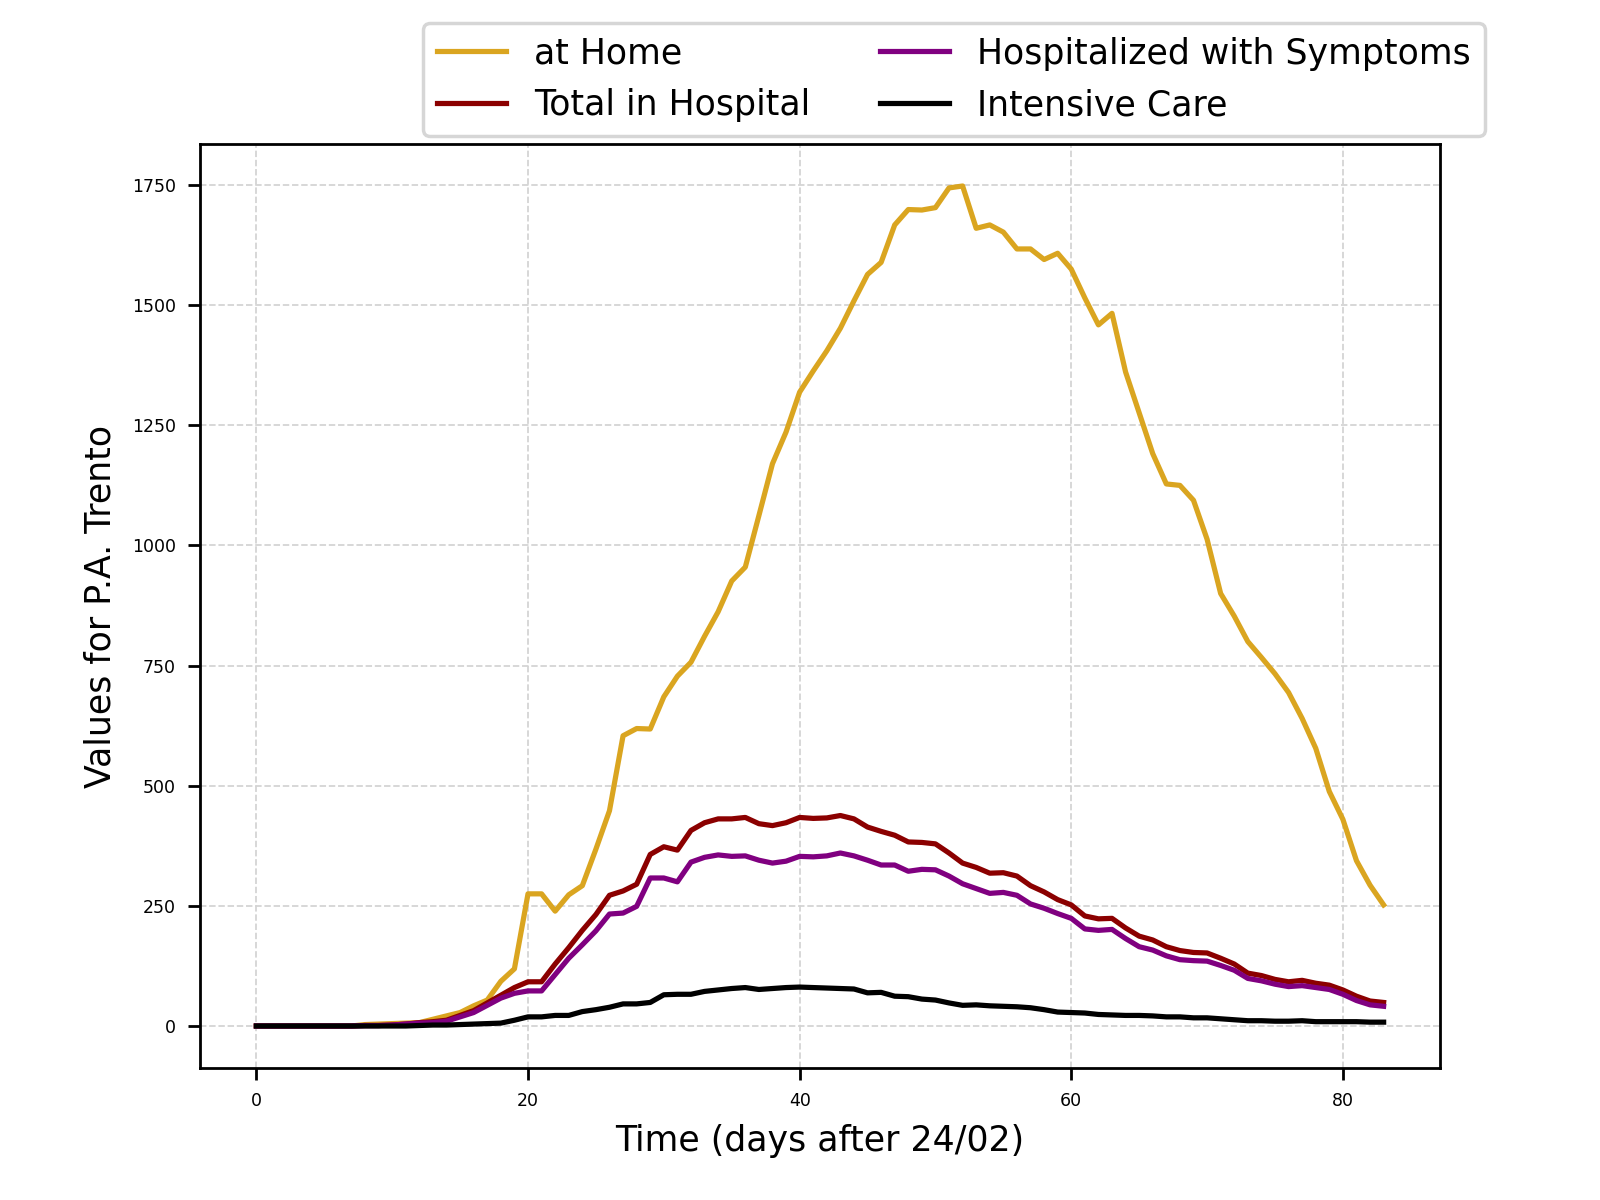 at Home
Hospitalized with Symptoms
Total in Hospital
Intensive Care
1750
1500
1250
1000
750
500
250
0
Values for P.A. Trento
0 20 40 60 80
Time (days after 24/02)